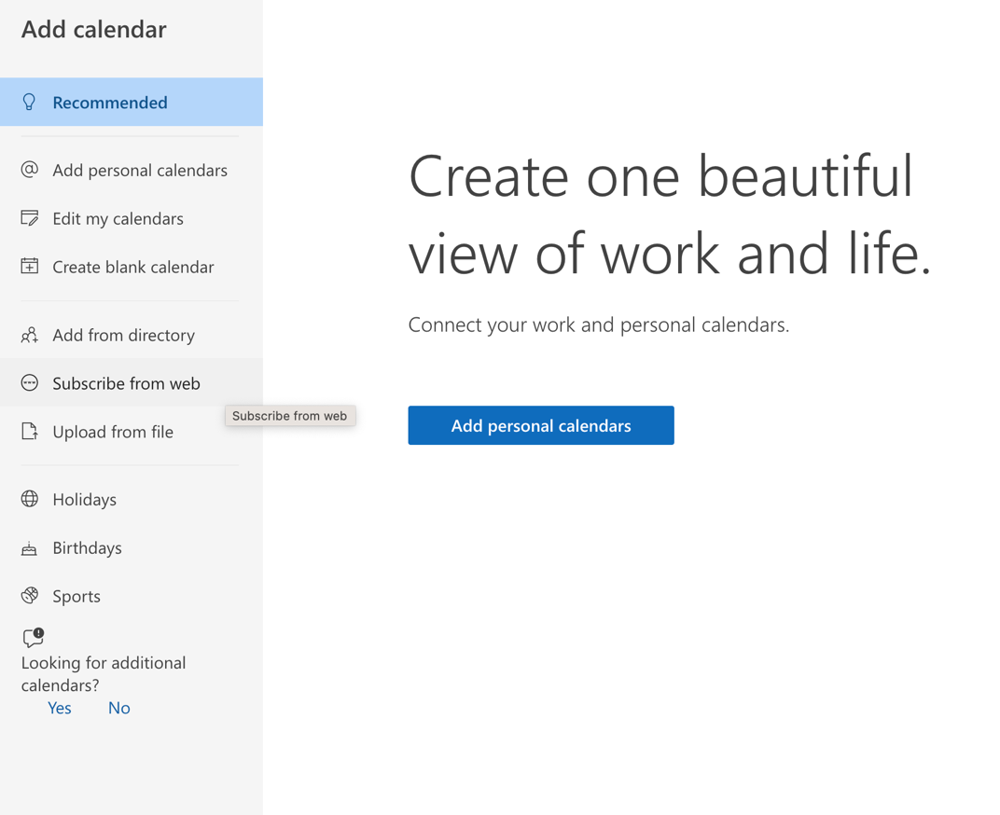 Add calendar
Recommended
Add personal calendars
Edit my calendars
Create blank calendar
Add from directory
Subscribe from web
Subscribe from web
Upload from file
Holidays
Birthdays
Sports
Looking for additional
calendars?
Yes No
Create one beautiful
view of work and life.
Connect your work and personal calendars.
Add personal calendars